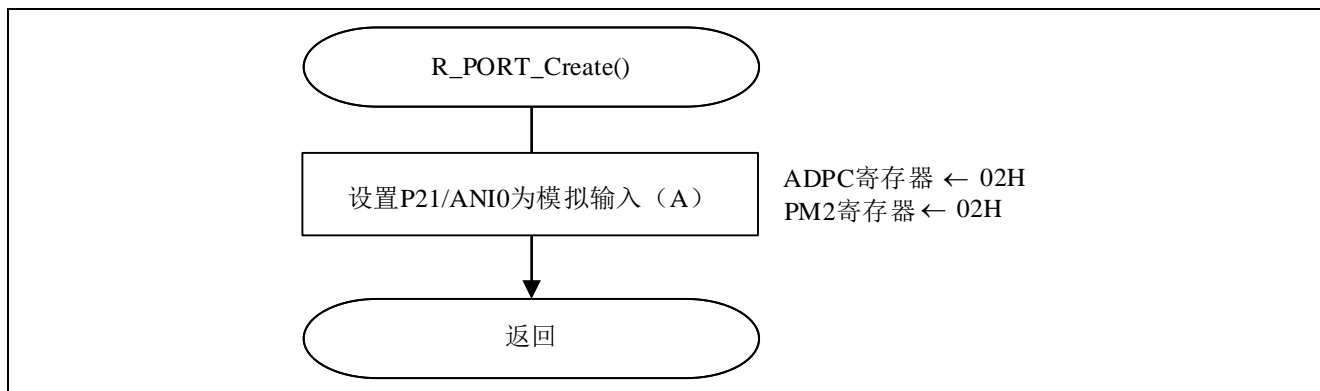 R_PORT_Create()
设置P21/ANI0为模拟输入（A）
ADPC寄存器 ← 02H
PM2寄存器 ← 02H
返回